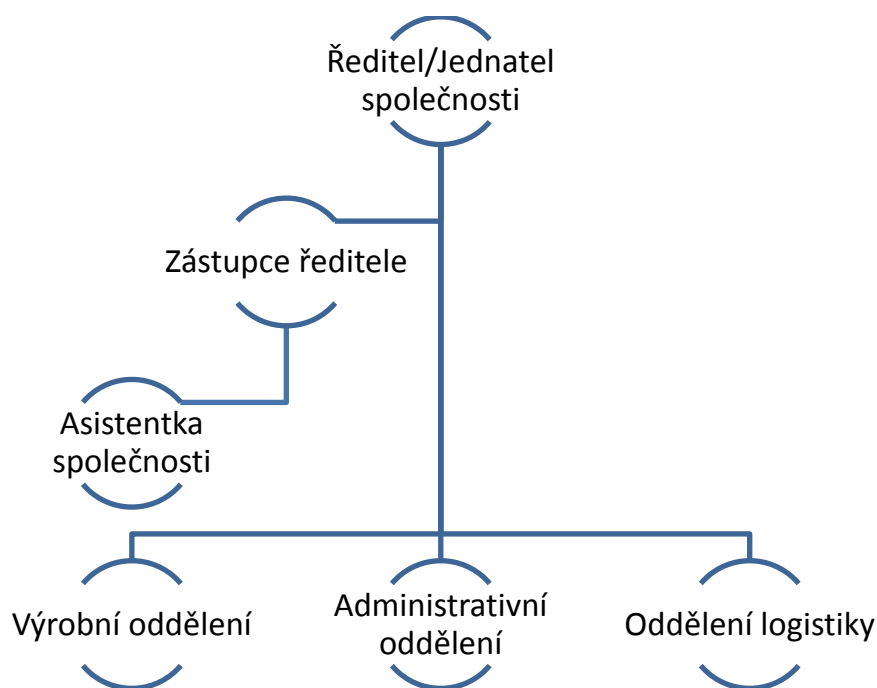 Ředitel/Jednatel
společnosti
Zástupce ředitele
Asistentka
společnosti
Výrobní oddělení
Administrativní
oddělení
Oddělení logistiky